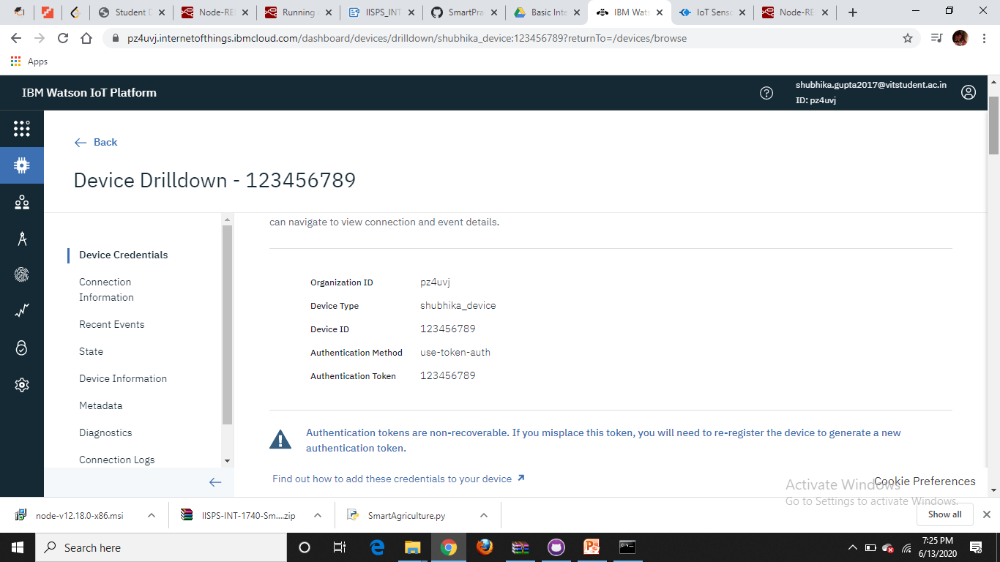 Student D
Node-RE
Running
IISPS_INT
SmartPra
Basic Inte
IBM Wats
IoT Sens
Node-RE
pz4uvj.internetofthings.ibmcloud.com/dashboard/devices/drilldown/shubhika_device:123456789?returnTo=/devices/browse
Apps
IBM Watson IoT Platform
shubhika.gupta2017@vitstudent.ac.in
ID: pz4uvj
Back
Device Drilldown - 123456789
can navigate to view connection and event details.
Device Credentials
Connection
Information
Recent Events
State
Device Information
Metadata
Diagnostics
Connection Logs
Organization ID pz4uvj
Device Type shubhika_device
Device ID 123456789
Authentication Method use-token-auth
Authentication Token 123456789
Authentication tokens are non-recoverable. If you misplace this token, you will need to re-register the device to generate a new
authentication token.
Find out how to add these credentials to your device
Cookie Preferences
Activate Windows
Go to Settings to activate Windows.
node-v12.18.0-x86.msi
IISPS-INT-1740-Sm....zip
SmartAgriculture.py
Show all
Search here
7:25 PM
6/13/2020